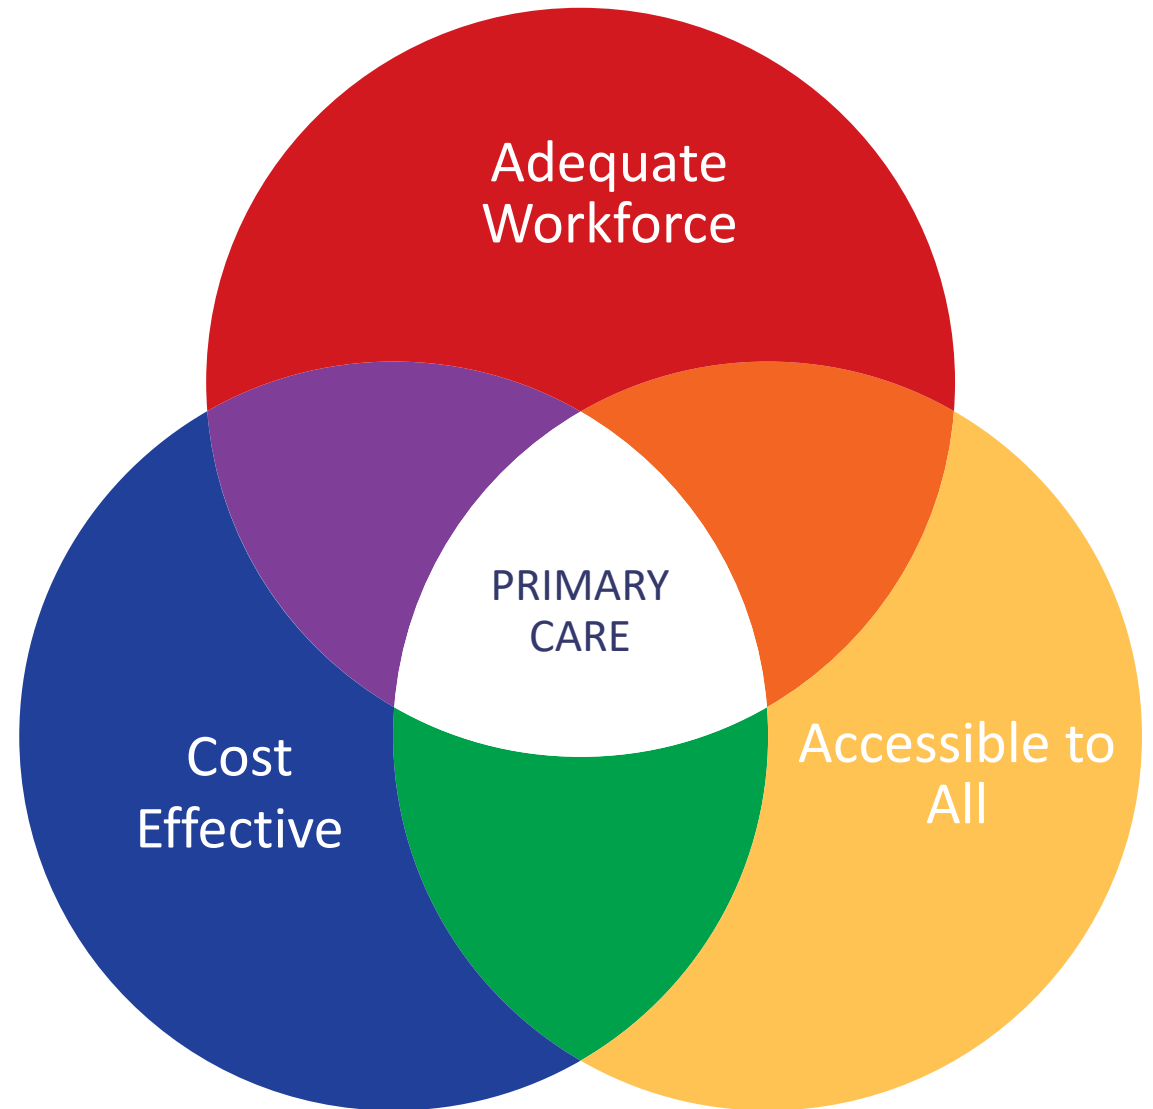 Adequate
Workforce
PRIMARY
CARE
Cost
Effective
Accessible to
All